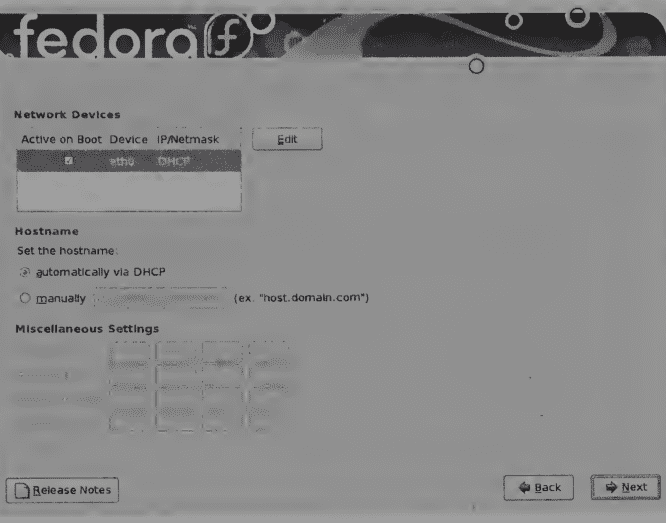 fedora f
Network Devices
Active on Boot Device IP/Netmask
Edit
eth0 DHCP
Hostname
Set the hostname:
automatically via DHCP
manually (ex. "host.domain.com")
Miscellaneous Settings
Release Notes
Back
Next